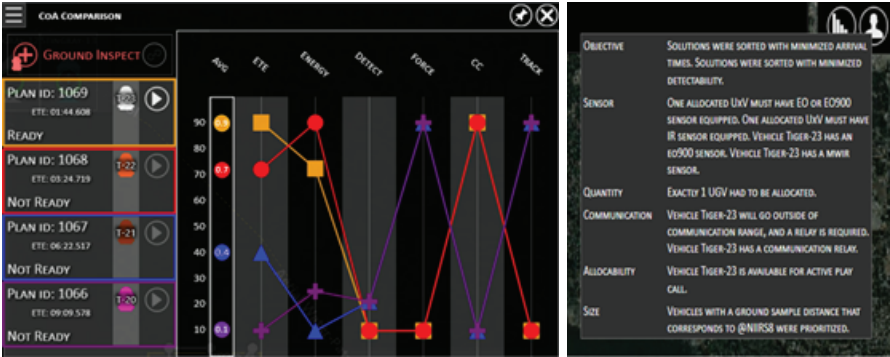 CoA Comparison
Ground Inspect
Plan id: 1069
T-23
ETE: 01:44.608
Ready
Plan id: 1068
T-22
ETE: 03:24.719
Not Ready
Plan id: 1067
T-21
ETE: 06:22.517
Not Ready
Plan id: 1066
T-20
ETE: 09:09.578
Not Ready
Avg ETE Energy Detect Force CC Track
90
80
70
60
50
40
30
20
10
0.9
0.7
0.4
0.1
Objective Solutions were sorted with minimized arrival
times. Solutions were sorted with minimized
detectability.
Sensor One allocated UxV must have EO or EO900
sensor equipped. One allocated UxV must have
IR sensor equipped. Vehicle Tiger-23 has an
eo900 sensor. Vehicle Tiger-23 has a mwir
sensor.
Quantity Exactly 1 UGV had to be allocated.
Communication Vehicle Tiger-23 will go outside of
communication range, and a relay is required.
Vehicle Tiger-23 has a communication relay.
Allocability Vehicle Tiger-23 is available for active play
call.
Size Vehicles with a ground sample distance that
corresponds to @NIIRS8 were prioritized.